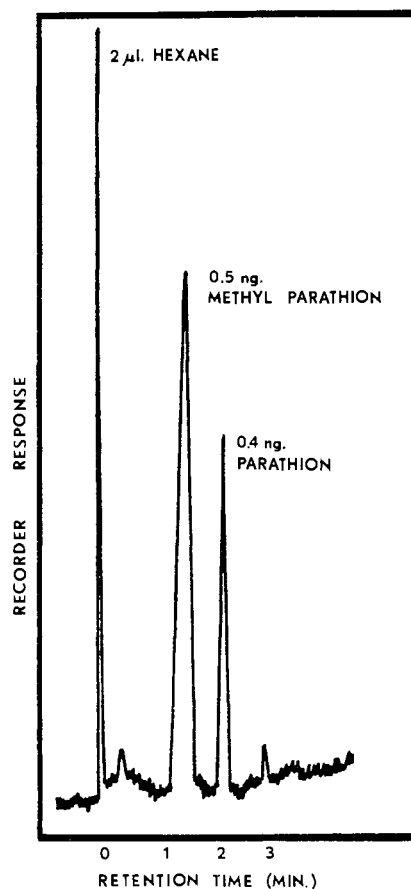 2 μl. HEXANE
0.5 ng.
METHYL PARATHION
0.4 ng.
PARATHION
RECORDER RESPONSE
0 1 2 3
RETENTION TIME (MIN.)